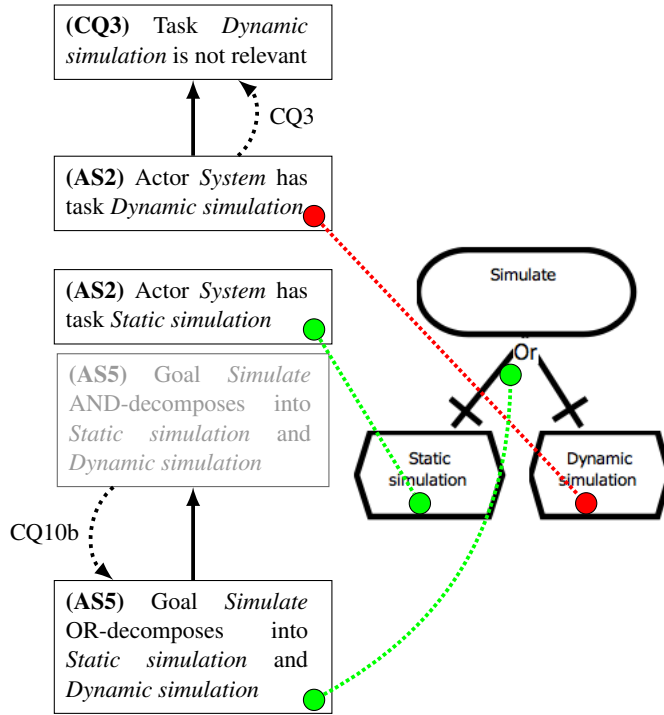 (CQ3) Task Dynamic
simulation is not relevant
CQ3
(AS2) Actor System has
task Dynamic simulation
(AS2) Actor System has
task Static simulation
(AS5) Goal Simulate
AND-decomposes into
Static simulation and
Dynamic simulation
CQ10b
(AS5) Goal Simulate
OR-decomposes into
Static simulation and
Dynamic simulation
Simulate
Or
Static
simulation
Dynamic
simulation